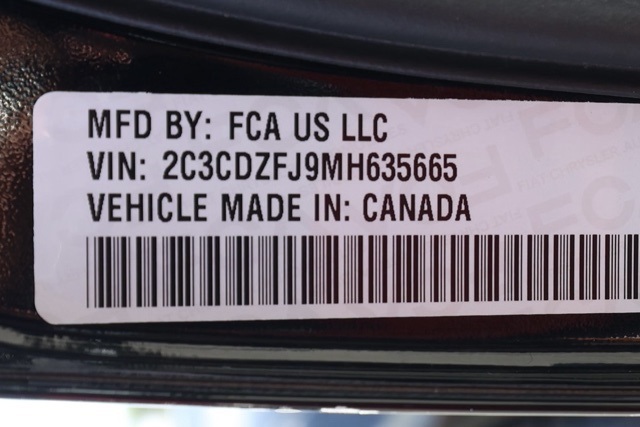 MFD BY: FCA US LLC
VIN: 2C3CDZFJ9MH635665
VEHICLE MADE IN: CANADA